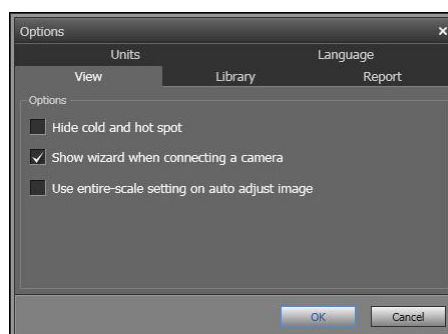 Options
Units Language
View Library Report
Options
Hide cold and hot spot
Show wizard when connecting a camera
Use entire-scale setting on auto adjust image
OK Cancel